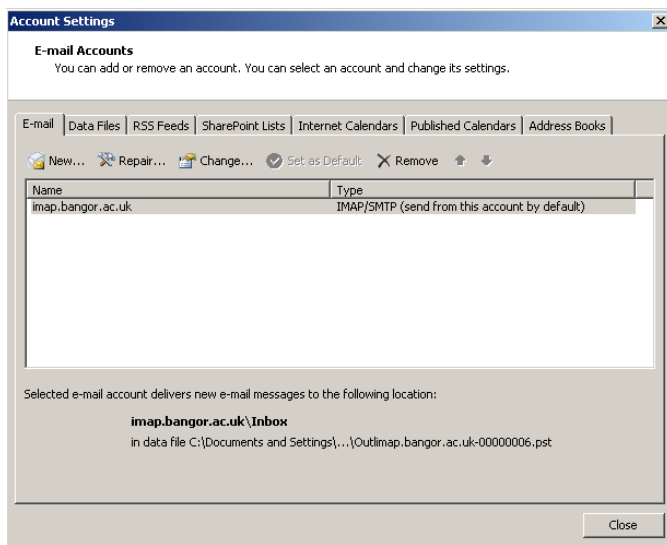 Account Settings
E-mail Accounts
You can add or remove an account. You can select an account and change its settings.
E-mail Data Files RSS Feeds SharePoint Lists Internet Calendars Published Calendars Address Books
New... Repair... Change... Set as Default Remove
Name Type
imap.bangor.ac.uk IMAP/SMTP (send from this account by default)
Selected e-mail account delivers new e-mail messages to the following location:
imap.bangor.ac.uk\Inbox
in data file C:\Documents and Settings\...\Outlimap.bangor.ac.uk-00000006.pst
Close